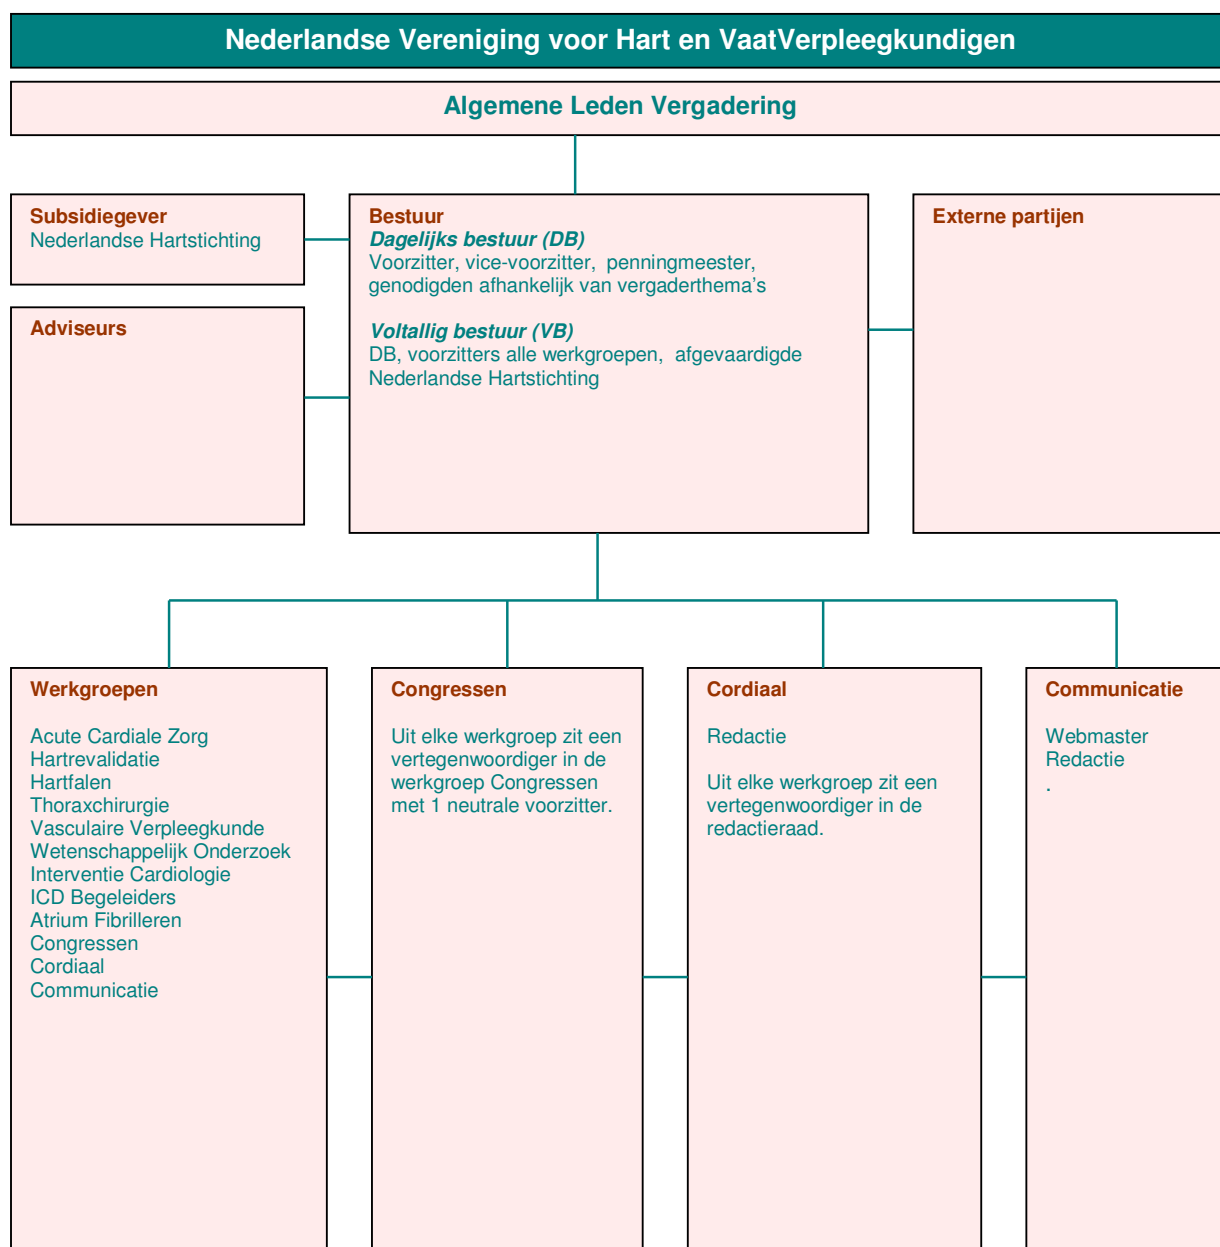 Nederlandse Vereniging voor Hart en VaatVerpleegkundigen
Algemene Leden Vergadering
Subsidiegever
Nederlandse Hartstichting
Adviseurs
Bestuur
Dagelijks bestuur (DB)
Voorzitter, vice-voorzitter, penningmeester,
genodigden afhankelijk van vergaderthema's
Voltallig bestuur (VB)
DB, voorzitters alle werkgroepen, afgevaardigde
Nederlandse Hartstichting
Externe partijen
Werkgroepen
Acute Cardiale Zorg
Hartrevalidatie
Hartfalen
Thoraxchirurgie
Vasculaire Verpleegkunde
Wetenschappelijk Onderzoek
Interventie Cardiologie
ICD Begeleiders
Atrium Fibrilleren
Congressen
Cordiaal
Communicatie
Congressen
Uit elke werkgroep zit een
vertegenwoordiger in de
werkgroep Congressen
met 1 neutrale voorzitter.
Cordiaal
Redactie
Uit elke werkgroep zit een
vertegenwoordiger in de
redactieraad.
Communicatie
Webmaster
Redactie
.